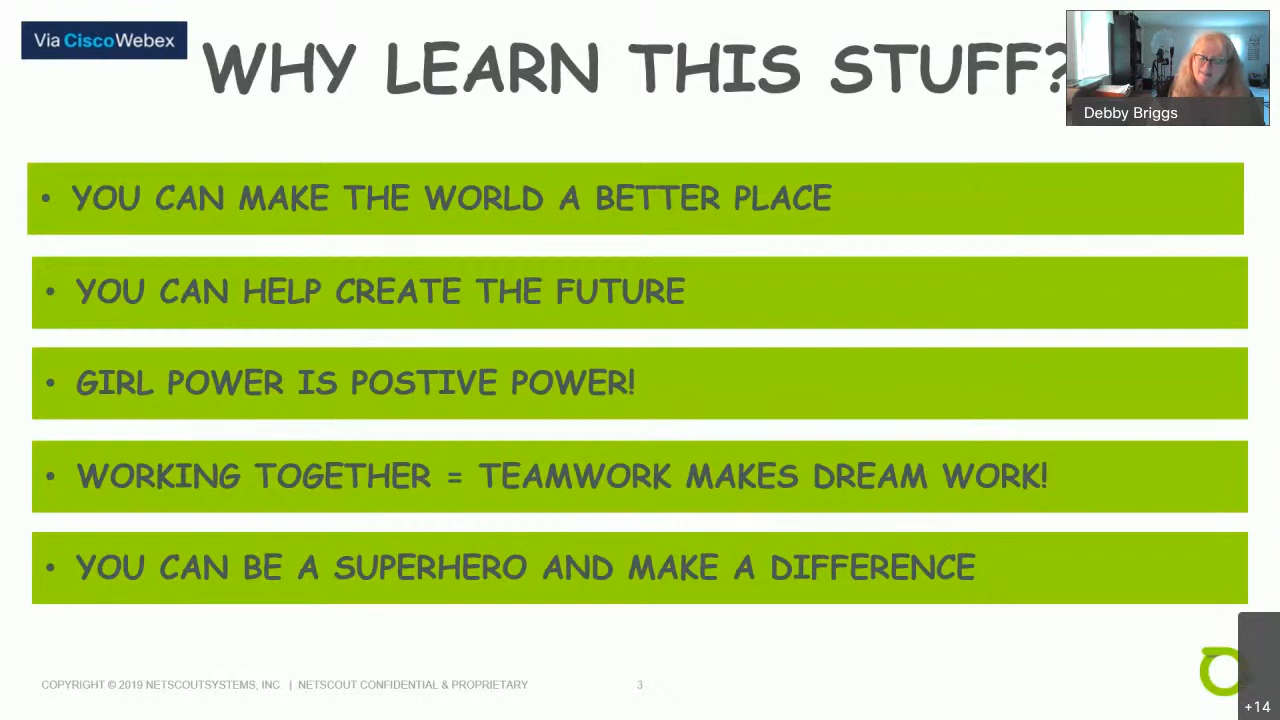 Via CiscoWebex
WHY LEARN THIS STUFF?
Debby Briggs
• YOU CAN MAKE THE WORLD A BETTER PLACE
• YOU CAN HELP CREATE THE FUTURE
• GIRL POWER IS POSTIVE POWER!
• WORKING TOGETHER = TEAMWORK MAKES DREAM WORK!
• YOU CAN BE A SUPERHERO AND MAKE A DIFFERENCE
COPYRIGHT © 2019 NETSCOUTSYSTEMS, INC | NETSCOUT CONFIDENTIAL & PROPRIETARY 3
+14